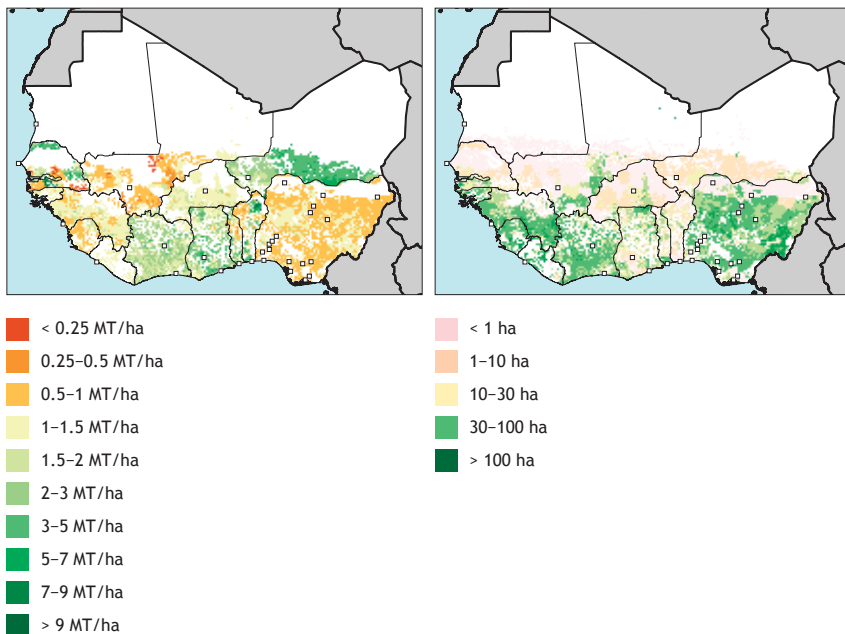 < 0.25 MT/ha
0.25–0.5 MT/ha
0.5–1 MT/ha
1–1.5 MT/ha
1.5–2 MT/ha
2–3 MT/ha
3–5 MT/ha
5–7 MT/ha
7–9 MT/ha
> 9 MT/ha
< 1 ha
1–10 ha
10–30 ha
30–100 ha
> 100 ha